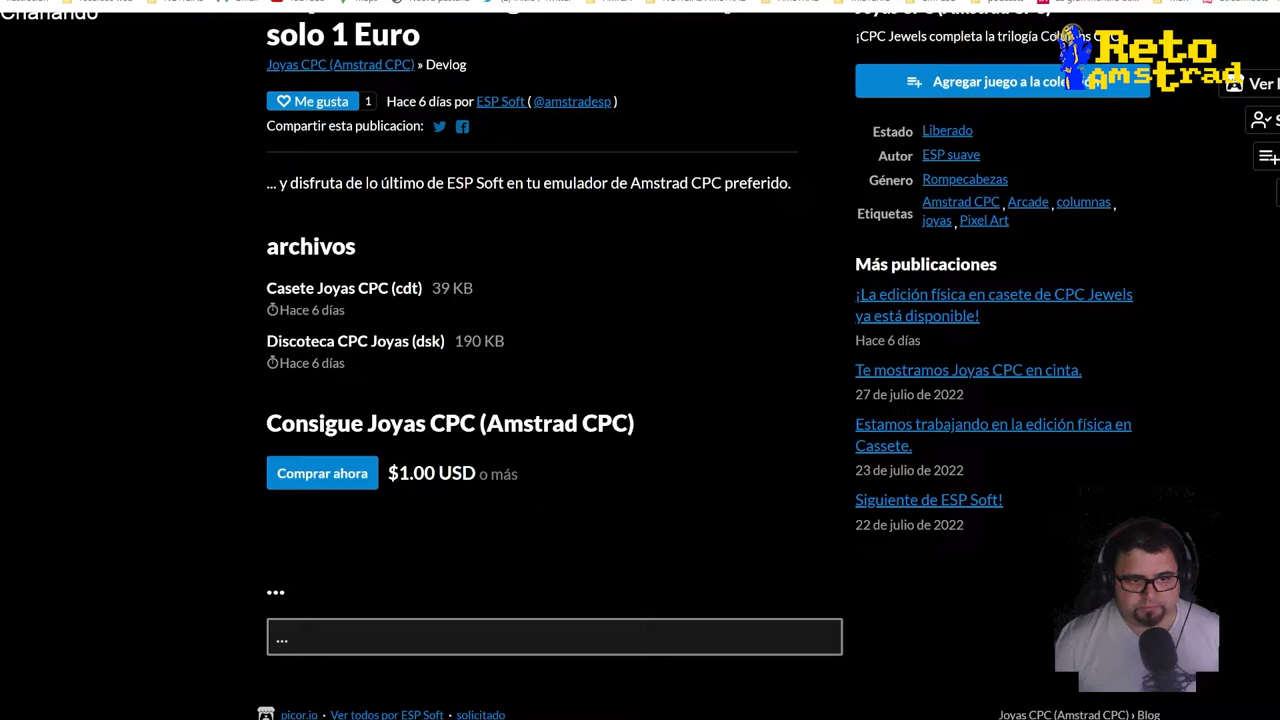 Charlando
solo 1 Euro
Joyas CPC (Amstrad CPC) » Devlog
Me gusta 1 Hace 6 días por ESP Soft ( @amstradesp )
Compartir esta publicacion:
... y disfruta de lo último de ESP Soft en tu emulador de Amstrad CPC preferido.
archivos
Casete Joyas CPC (cdt) 39 KB
Hace 6 días
Discoteca CPC Joyas (dsk) 190 KB
Hace 6 días
Consigue Joyas CPC (Amstrad CPC)
Comprar ahora $1.00 USD o más
...
...
picor.io · Ver todos por ESP Soft · solicitado
¡CPC Jewels completa la trilogía
Reto
Amstrad
Agregar juego a la
Ver
Estado Liberado
Autor ESP suave
Género Rompecabezas
Etiquetas Amstrad CPC , Arcade , columnas ,
joyas , Pixel Art
Más publicaciones
¡La edición física en casete de CPC Jewels
ya está disponible!
Hace 6 días
Te mostramos Joyas CPC en cinta.
27 de julio de 2022
Estamos trabajando en la edición física en
Cassete.
23 de julio de 2022
Siguiente de ESP Soft!
22 de julio de 2022
Joyas CPC (Amstrad CPC) › Blog